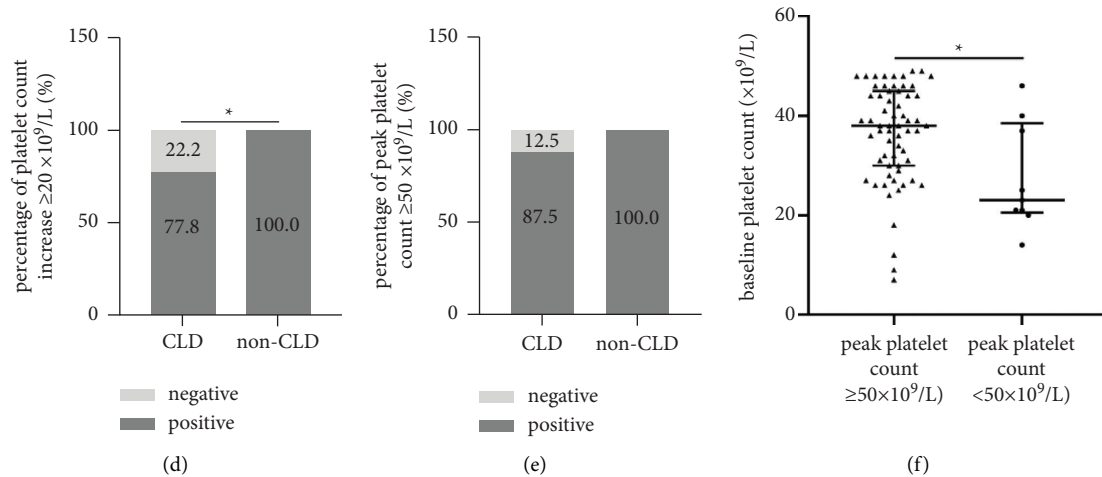 150
100
50
0
percentage of platelet count
increase ≥20 ×10⁹/L (%)
*
22.2
77.8
100.0
CLD
non-CLD
negative
positive
(d)
150
100
50
0
percentage of peak platelet
count ≥50 ×10⁹/L (%)
12.5
87.5
100.0
CLD
non-CLD
negative
positive
(e)
60
40
20
0
baseline platelet count (×10⁹/L)
*
peak platelet
count
≥50×10⁹/L)
peak platelet
count
<50×10⁹/L)
(f)